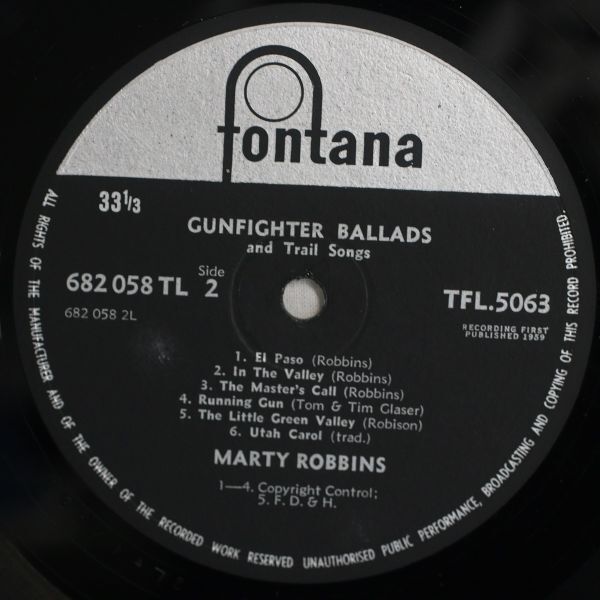 fontana
33⅓
GUNFIGHTER BALLADS
and Trail Songs
682 058 TL Side 2
TFL.5063
682 058 2L
RECORDING FIRST
PUBLISHED 1959
1. El Paso (Robbins)
2. In The Valley (Robbins)
3. The Master's Call (Robbins)
4. Running Gun (Tom & Tim Glaser)
5. The Little Green Valley (Robison)
6. Utah Carol (trad.)
MARTY ROBBINS
1—4. Copyright Control;
5. F. D. & H.
ALL RIGHTS OF THE MANUFACTURER AND OF THE OWNER OF THE RECORDED WORK RESERVED UNAUTHORISED PUBLIC PERFORMANCE, BROADCASTING AND COPYING OF THIS RECORD PROHIBITED.